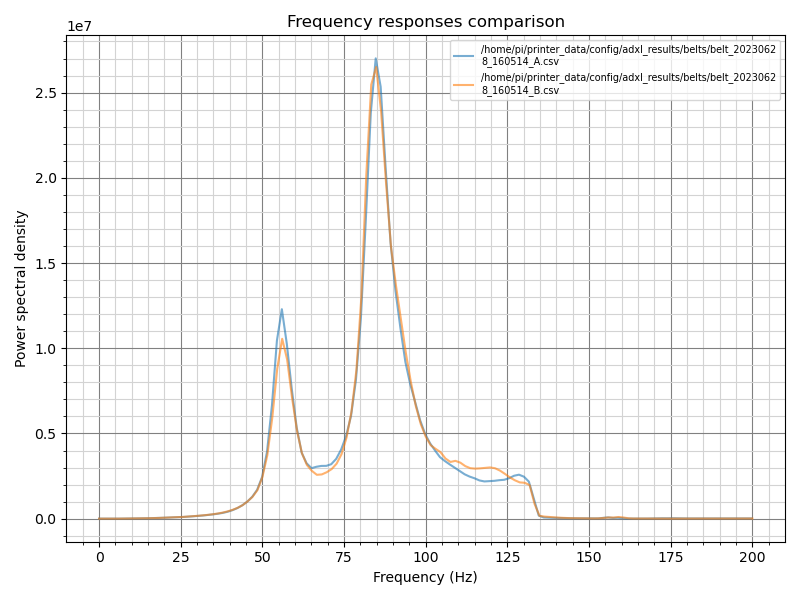 Frequency responses comparison
1e7
/home/pi/printer_data/config/adxl_results/belts/belt_2023062
8_160514_A.csv
/home/pi/printer_data/config/adxl_results/belts/belt_2023062
8_160514_B.csv
2.5
2.0
1.5
1.0
0.5
0.0
Power spectral density
0 25 50 75 100 125 150 175 200
Frequency (Hz)